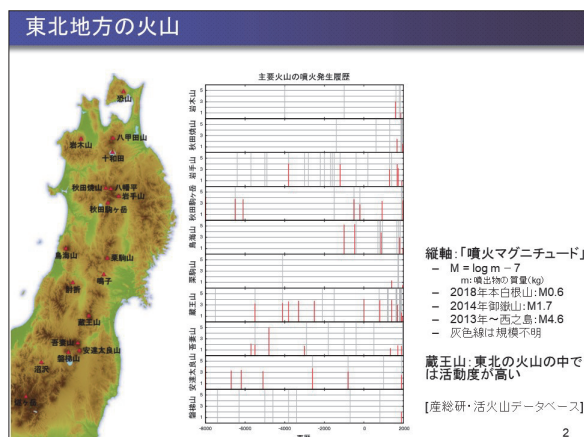 東北地方の火山
恐山
岩木山
八甲田山
十和田
秋田焼山
八幡平
岩手山
秋田駒ヶ岳
鳥海山
栗駒山
鳴子
肘折
蔵王山
吾妻山
安達太良山
磐梯山
沼沢
主要火山の噴火発生履歴
岩木山
秋田焼山
岩手山
秋田駒ヶ岳
鳥海山
栗駒山
蔵王山
吾妻山
安達太良山
磐梯山
5
3
1
-8000
-6000
-4000
-2000
0
2000
西暦
縦軸：「噴火マグニチュード」
– M = log m － 7
m：噴出物の質量(kg)
– 2018年本白根山：M0.6
– 2014年御嶽山：M1.7
– 2013年～西之島：M4.6
– 灰色線は規模不明
蔵王山：東北の火山の中で
は活動度が高い
[産総研・活火山データベース]
2